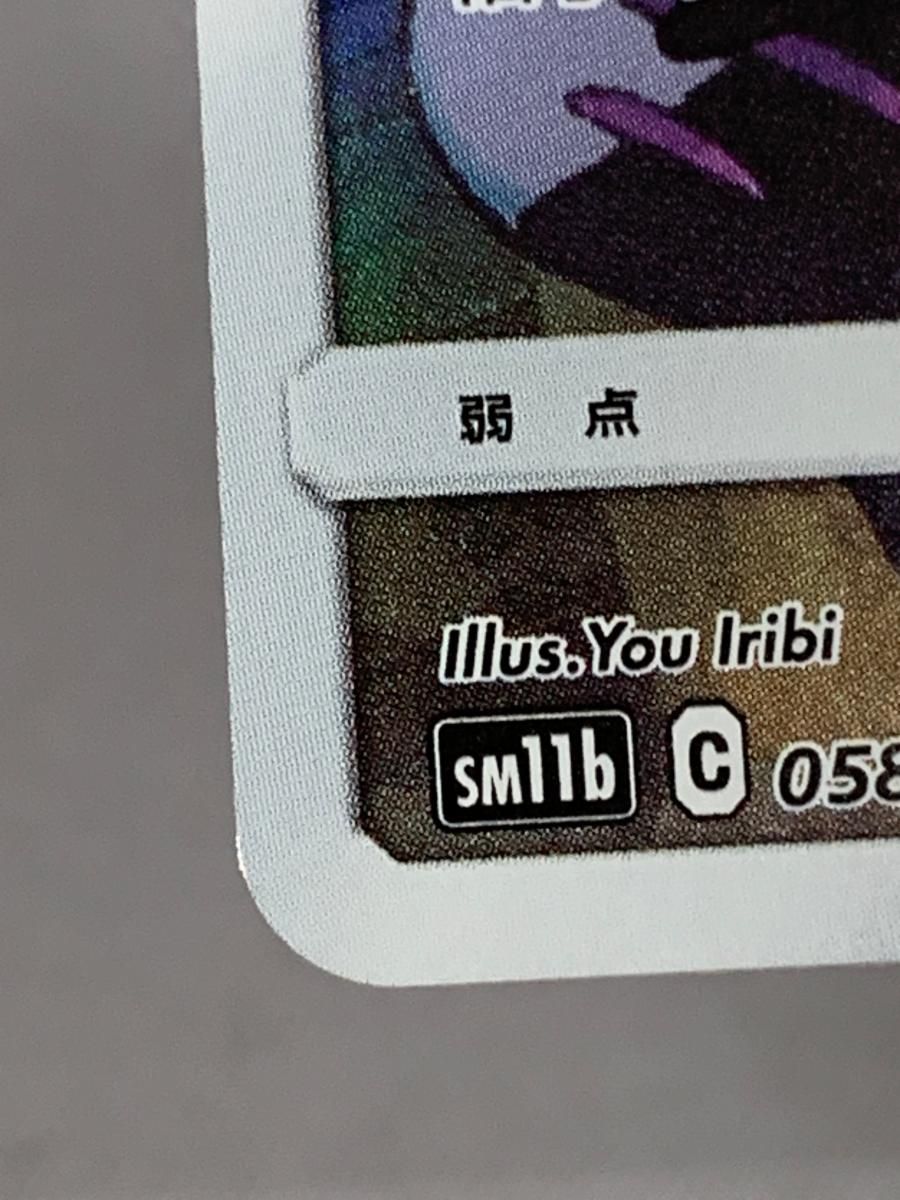 弱 点
Illus. You Iribi
SM11b C 058